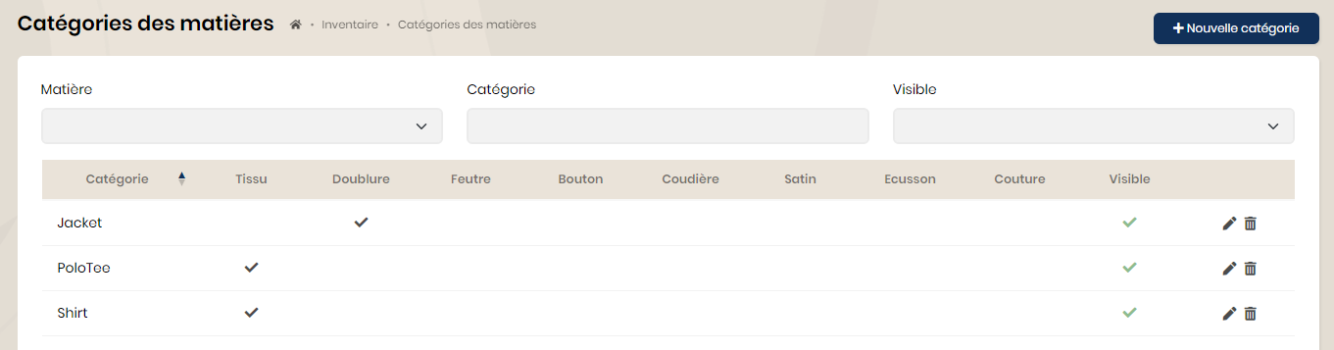 Catégories des matières • Inventaire • Catégories des matières
+ Nouvelle catégorie
Matière Catégorie Visible
Catégorie Tissu Doublure Feutre Bouton Coudière Satin Ecusson Couture Visible
Jacket
PoloTee
Shirt